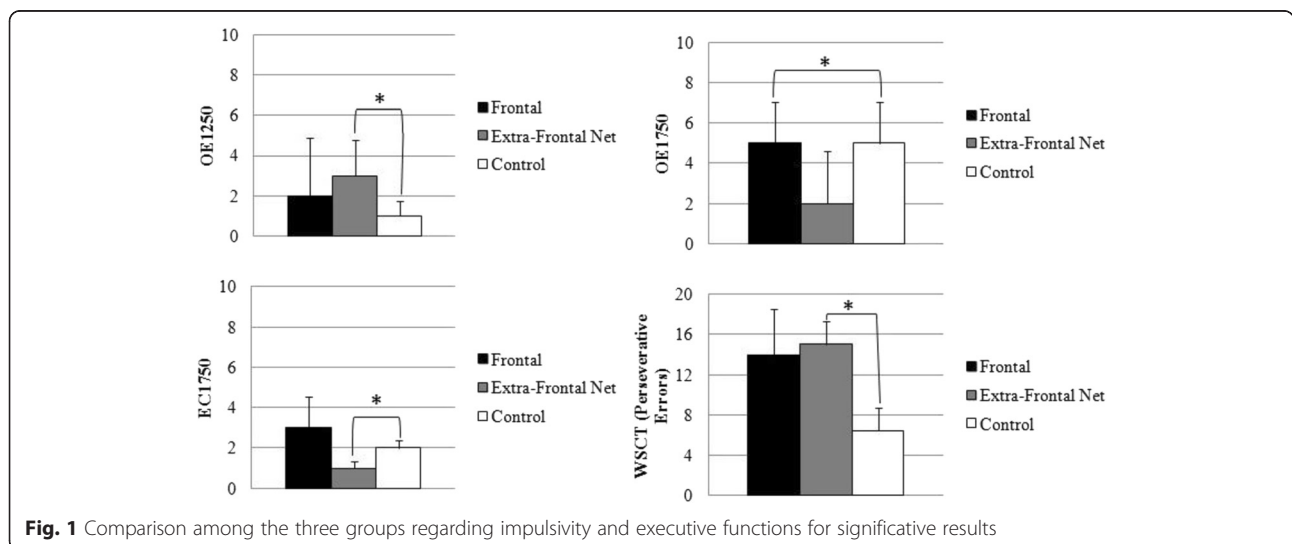 10
8
6
4
2
0
OE1250
*
Frontal
Extra-Frontal Net
Control
10
8
6
4
2
0
OE1750
*
Frontal
Extra-Frontal Net
Control
10
8
6
4
2
0
EC1750
*
Frontal
Extra-Frontal Net
Control
20
16
12
8
4
0
WSCT (Perseverative
Errors)
*
Frontal
Extra-Frontal Net
Control
Fig. 1 Comparison among the three groups regarding impulsivity and executive functions for significative results